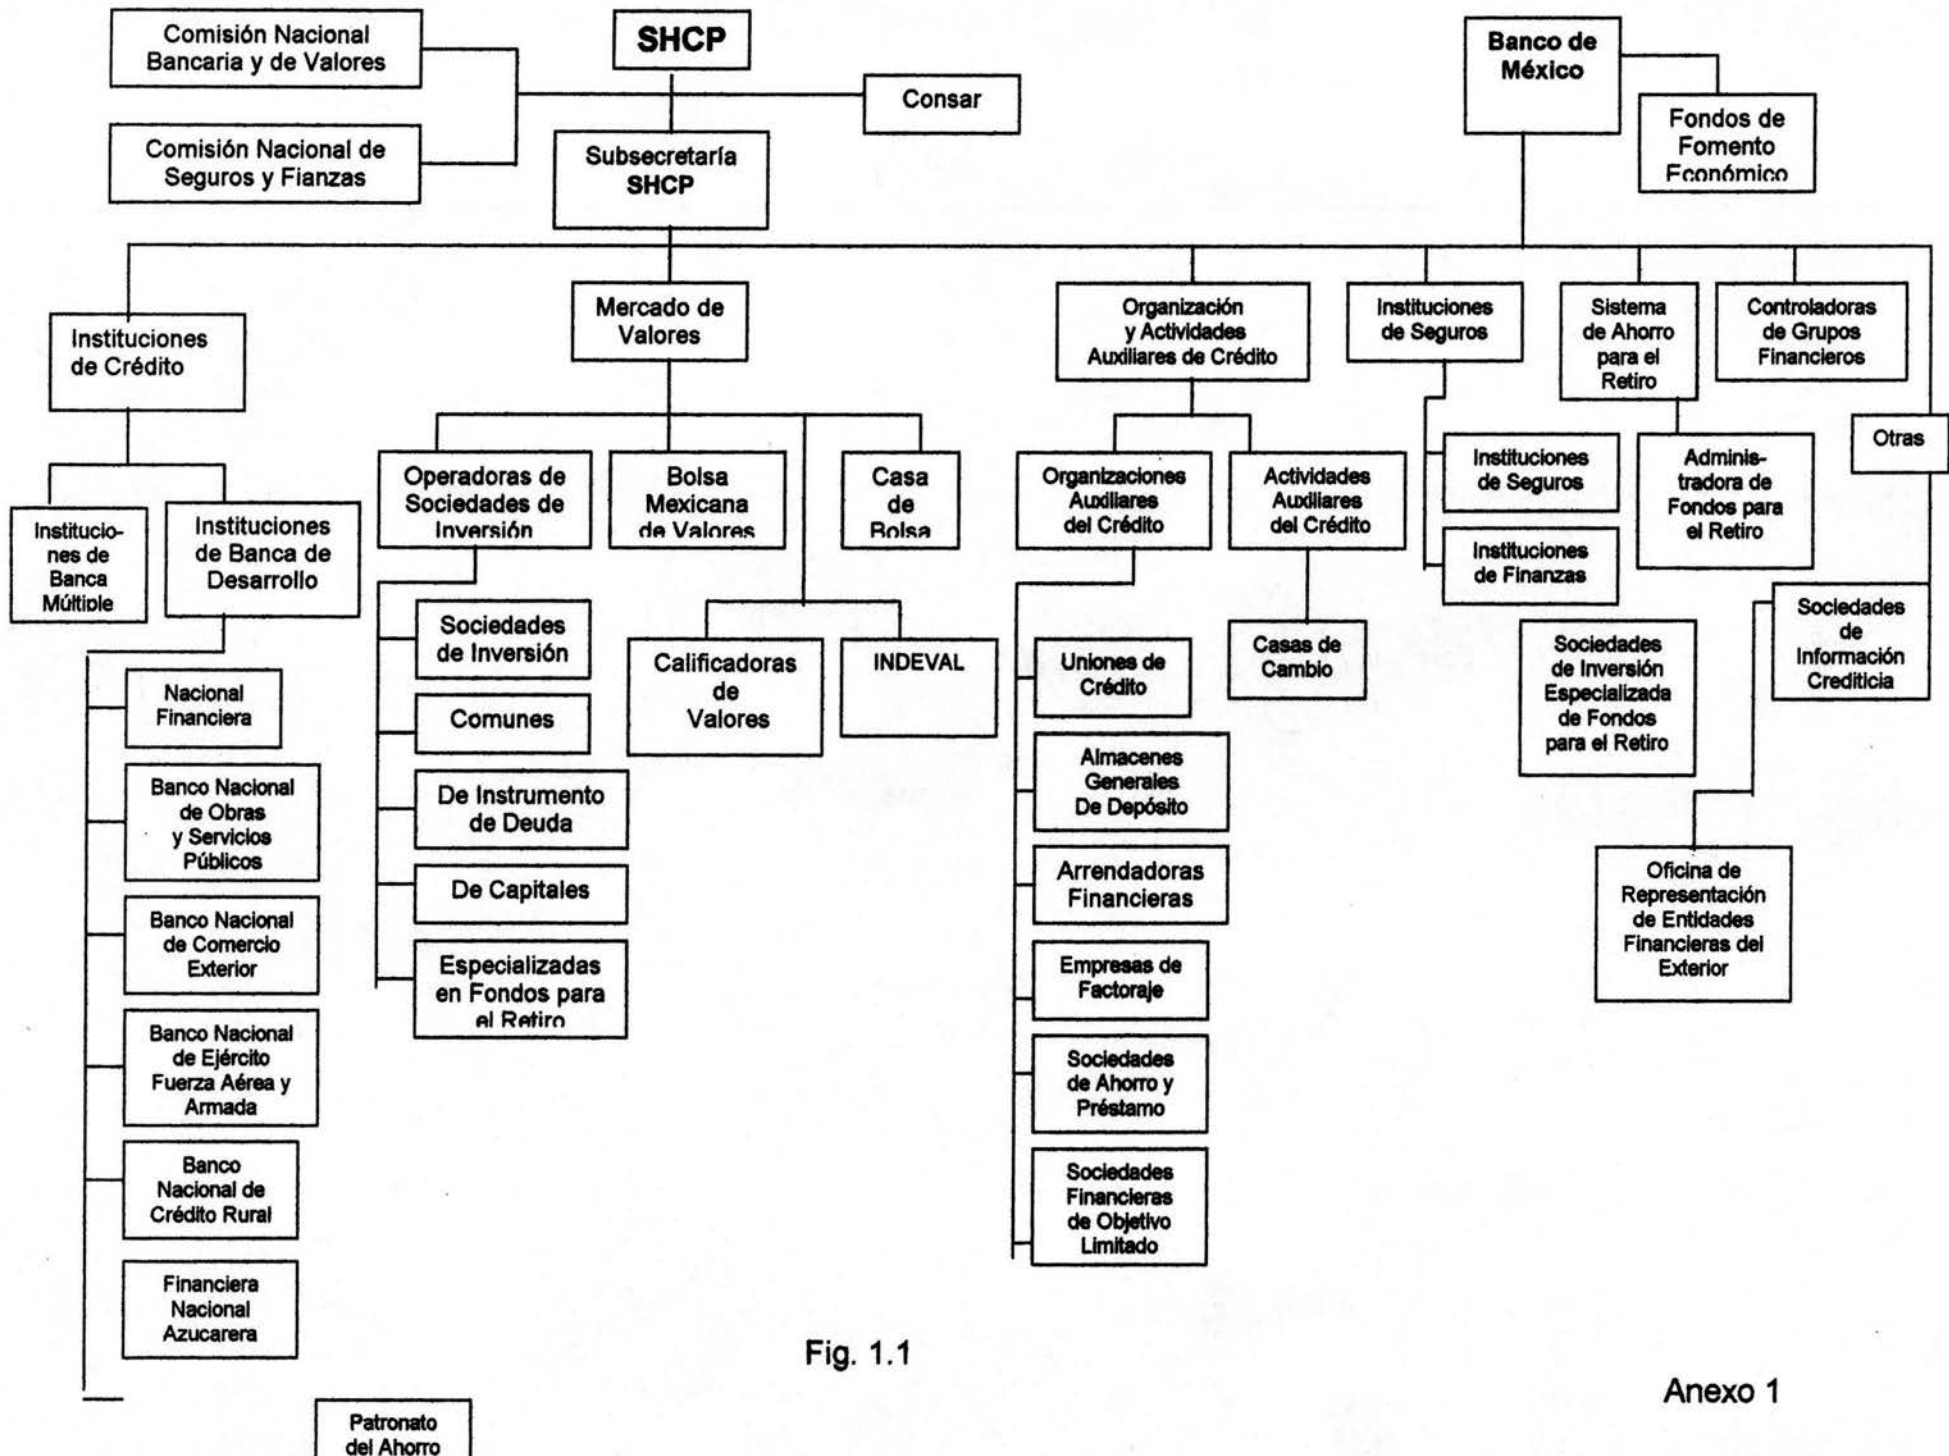 Comisión Nacional
Bancaria y de Valores
SHCP
Banco de
México
Consar
Fondos de
Fomento
Económico
Comisión Nacional de
Seguros y Fianzas
Subsecretaría
SHCP
Instituciones
de Crédito
Mercado de
Valores
Organización
y Actividades
Auxiliares de Crédito
Instituciones
de Seguros
Sistema
de Ahorro
para el
Retiro
Controladoras
de Grupos
Financieros
Otras
Institucio-
nes de
Banca
Múltiple
Instituciones
de Banca de
Desarrollo
Operadoras de
Sociedades de
Inversión
Bolsa
Mexicana
de Valores
Casa
de
Bolsa
Organizaciones
Auxiliares
del Crédito
Actividades
Auxiliares
del Crédito
Instituciones
de Seguros
Instituciones
de Finanzas
Adminis-
tradora de
Fondos para
el Retiro
Sociedades
de
Información
Crediticia
Sociedades
de Inversión
Calificadoras
de
Valores
INDEVAL
Uniones de
Crédito
Casas de
Cambio
Sociedades
de Inversión
Especializada
de Fondos
para el Retiro
Nacional
Financiera
Comunes
Banco Nacional
de Obras
y Servicios
Públicos
De Instrumento
de Deuda
Almacenes
Generales
De Depósito
De Capitales
Arrendadoras
Financieras
Oficina de
Representación
de Entidades
Financieras del
Exterior
Banco Nacional
de Comercio
Exterior
Especializadas
en Fondos para
el Retiro
Empresas de
Factoraje
Banco Nacional
de Ejército
Fuerza Aérea y
Armada
Sociedades
de Ahorro y
Préstamo
Banco
Nacional de
Crédito Rural
Sociedades
Financieras
de Objetivo
Limitado
Financiera
Nacional
Azucarera
Fig. 1.1
Anexo 1
Patronato
del Ahorro